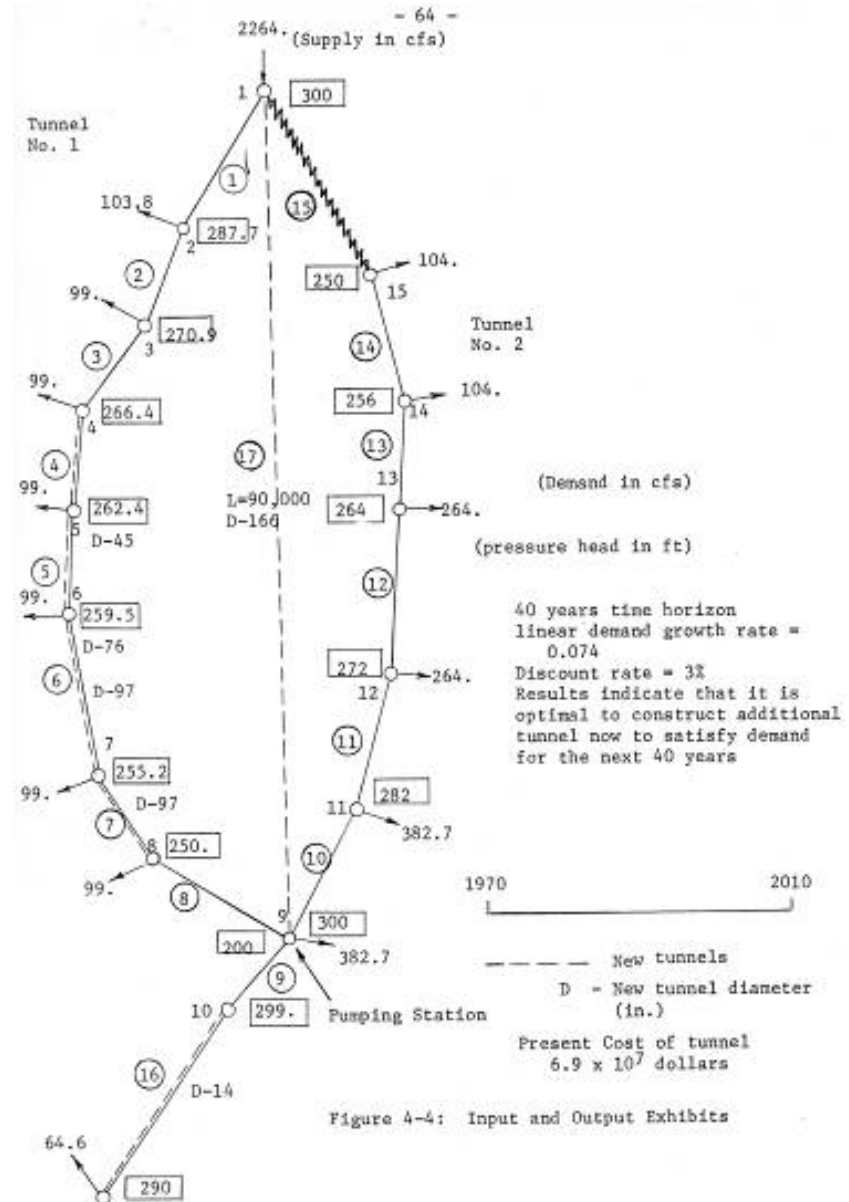 - 64 -
2264.
(Supply in cfs)
1
300
Tunnel
No. 1
1
15
103.8
2
287.7
104.
250
15
2
99.
3
270.9
Tunnel
No. 2
14
3
99.
4
266.4
256
14
104.
17
13
4
13
(Demand in cfs)
99.
5
262.4
L=90,000
264
264.
D-45
D-166
(pressure head in ft)
5
12
6
99.
259.5
40 years time horizon
D-76
linear demand growth rate =
0.074
272
264.
6
D-97
12
Discount rate = 3%
Results indicate that it is
optimal to construct additional
11
tunnel now to satisfy demand
7
for the next 40 years
255.2
282
99.
D-97
11
382.7
7
8
250.
10
1970
2010
99.
8
9
300
200
382.7
New tunnels
9
D - New tunnel diameter
(in.)
10
299.
Pumping Station
Present Cost of tunnel
6.9 x 10⁷ dollars
16
D-14
Figure 4-4: Input and Output Exhibits
64.6
290